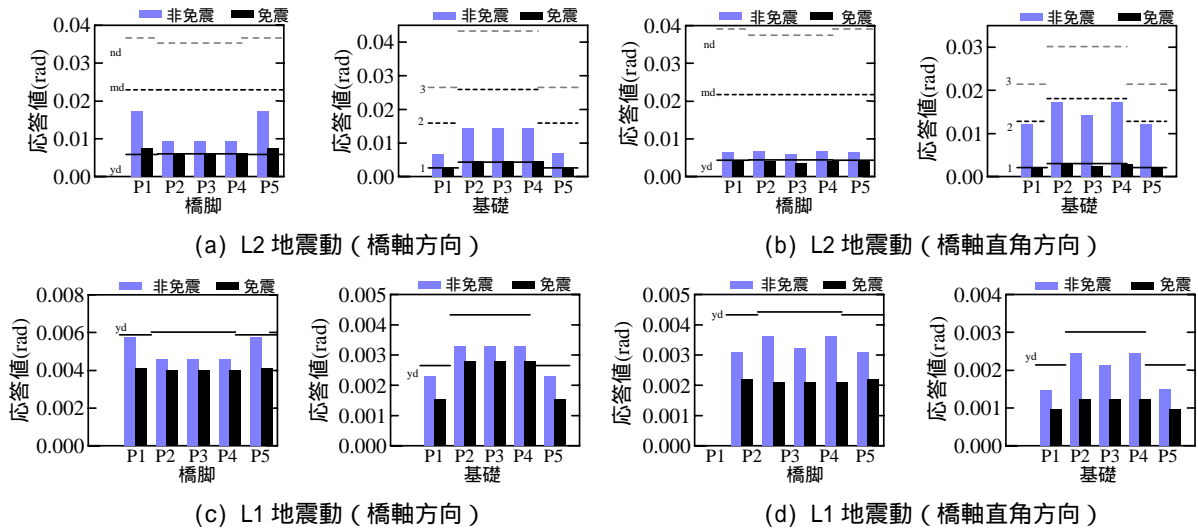 非免震 免震
応答値(rad)
0.04
0.03
0.02
0.01
0.00
nd
md
yd
P1 P2 P3 P4 P5
橋脚
非免震 免震
応答値(rad)
0.04
0.03
0.02
0.01
0.00
3
2
1
P1 P2 P3 P4 P5
基礎
(a) L2 地震動 ( 橋軸方向 )
非免震 免震
応答値(rad)
0.04
0.03
0.02
0.01
0.00
nd
md
yd
P1 P2 P3 P4 P5
橋脚
非免震 免震
応答値(rad)
0.03
0.02
0.01
0.00
3
2
1
P1 P2 P3 P4 P5
基礎
(b) L2 地震動 ( 橋軸直角方向 )
非免震 免震
応答値(rad)
0.008
0.006
0.004
0.002
0.000
yd
P1 P2 P3 P4 P5
橋脚
非免震 免震
応答値(rad)
0.005
0.004
0.003
0.002
0.001
0.000
yd
P1 P2 P3 P4 P5
基礎
(c) L1 地震動 ( 橋軸方向 )
非免震 免震
応答値(rad)
0.005
0.004
0.003
0.002
0.001
0.000
yd
P1 P2 P3 P4 P5
橋脚
非免震 免震
応答値(rad)
0.004
0.003
0.002
0.001
0.000
yd
P1 P2 P3 P4 P5
基礎
(d) L1 地震動 ( 橋軸直角方向 )